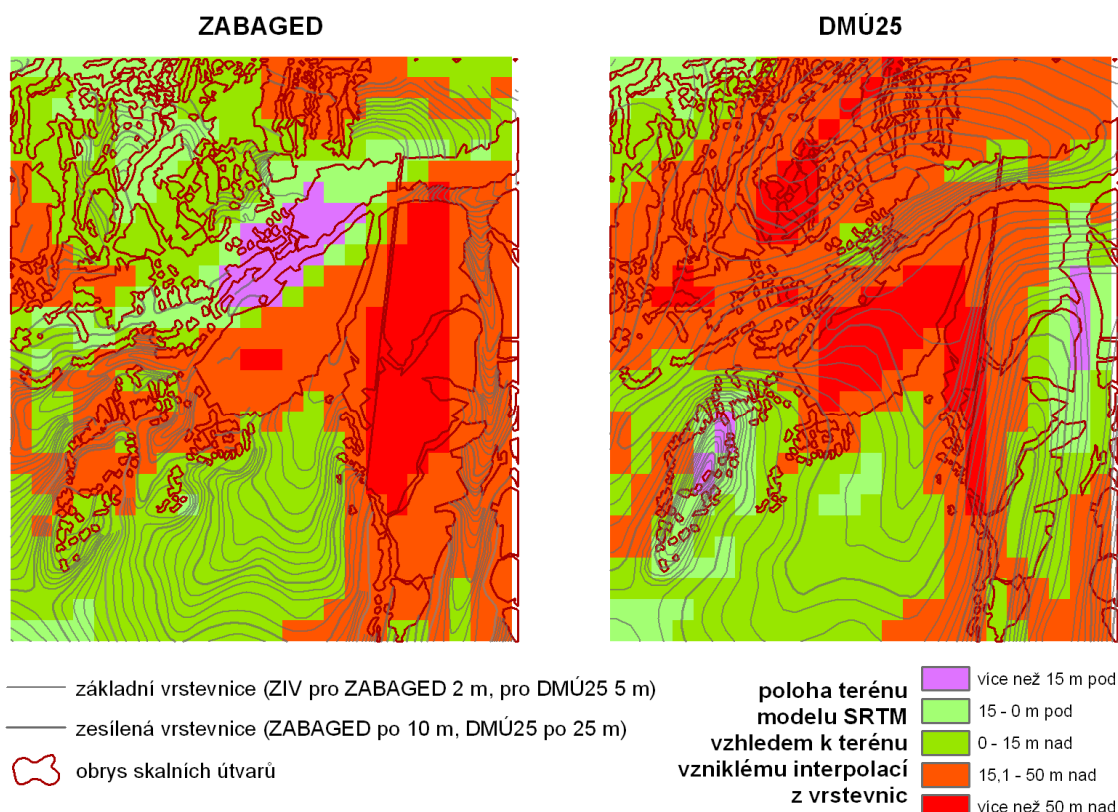 ZABAGED
DMÚ25
základní vrstevnice (ZIV pro ZABAGED 2 m, pro DMÚ25 5 m)
zesílená vrstevnice (ZABAGED po 10 m, DMÚ25 po 25 m)
obrys skalních útvarů
poloha terénu
modelu SRTM
vzhledem k terénu
vzniklému interpolací
z vrstevnic
více než 15 m pod
15 - 0 m pod
0 - 15 m nad
15,1 - 50 m nad
více než 50 m nad